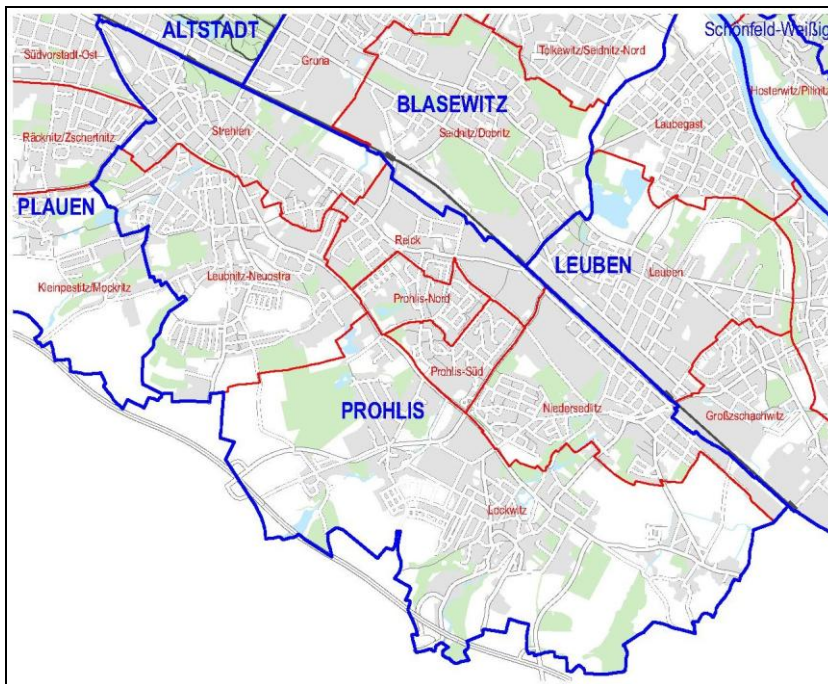 ALTSTADT
Schönfeld-Weißig
Südvorstadt-Ost
Gruna
Tolkewitz/Seidnitz-Nord
Hosterwitz/Pillnitz
BLASEWITZ
Laubegast
Räcknitz/Zschertnitz
Strehlen
Seidnitz/Dobritz
PLAUEN
Reick
LEUBEN
Leuben
Leubnitz-Neuostra
Kleinpestitz/Mockritz
Prohlis-Nord
Prohlis-Süd
PROHLIS
Niedersedlitz
Großzschachwitz
Lockwitz